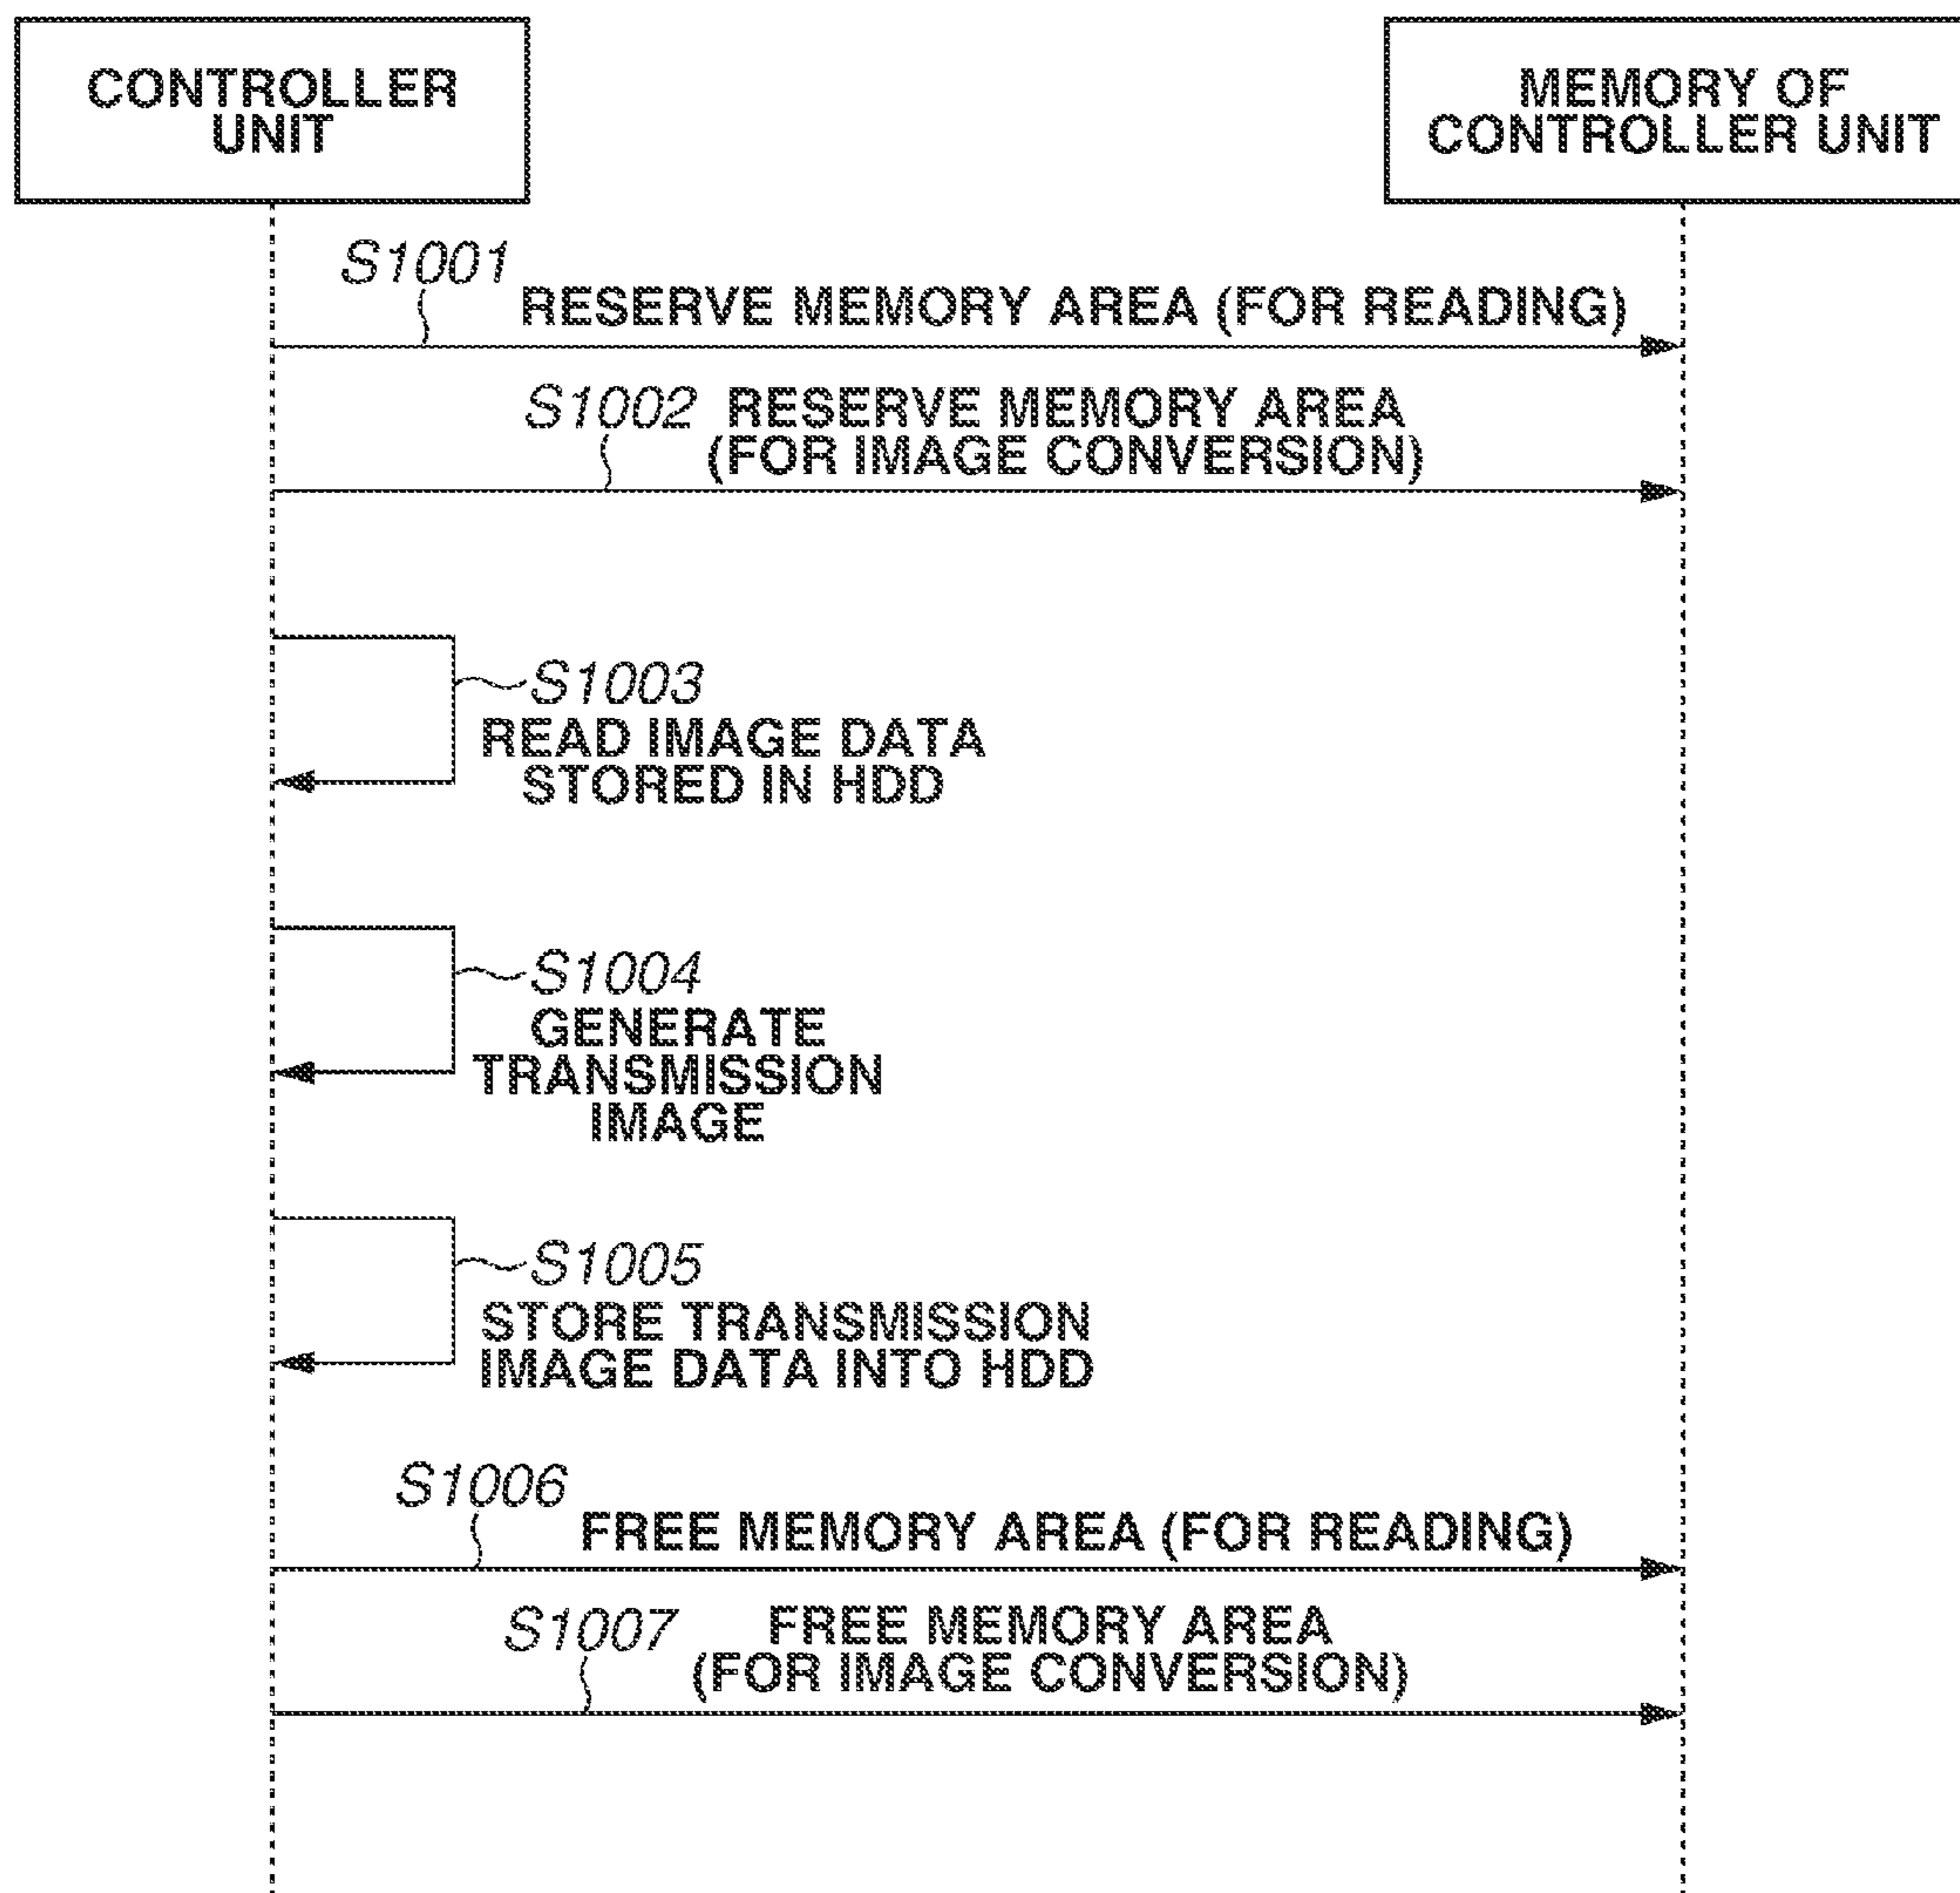 CONTROLLER
UNIT
MEMORY OF
CONTROLLER UNIT
S1001
RESERVE MEMORY AREA (FOR READING)
S1002 RESERVE MEMORY AREA
(FOR IMAGE CONVERSION)
S1003
READ IMAGE DATA
STORED IN HDD
S1004
GENERATE
TRANSMISSION
IMAGE
S1005
STORE TRANSMISSION
IMAGE DATA INTO HDD
S1006
FREE MEMORY AREA (FOR READING)
S1007 FREE MEMORY AREA
(FOR IMAGE CONVERSION)